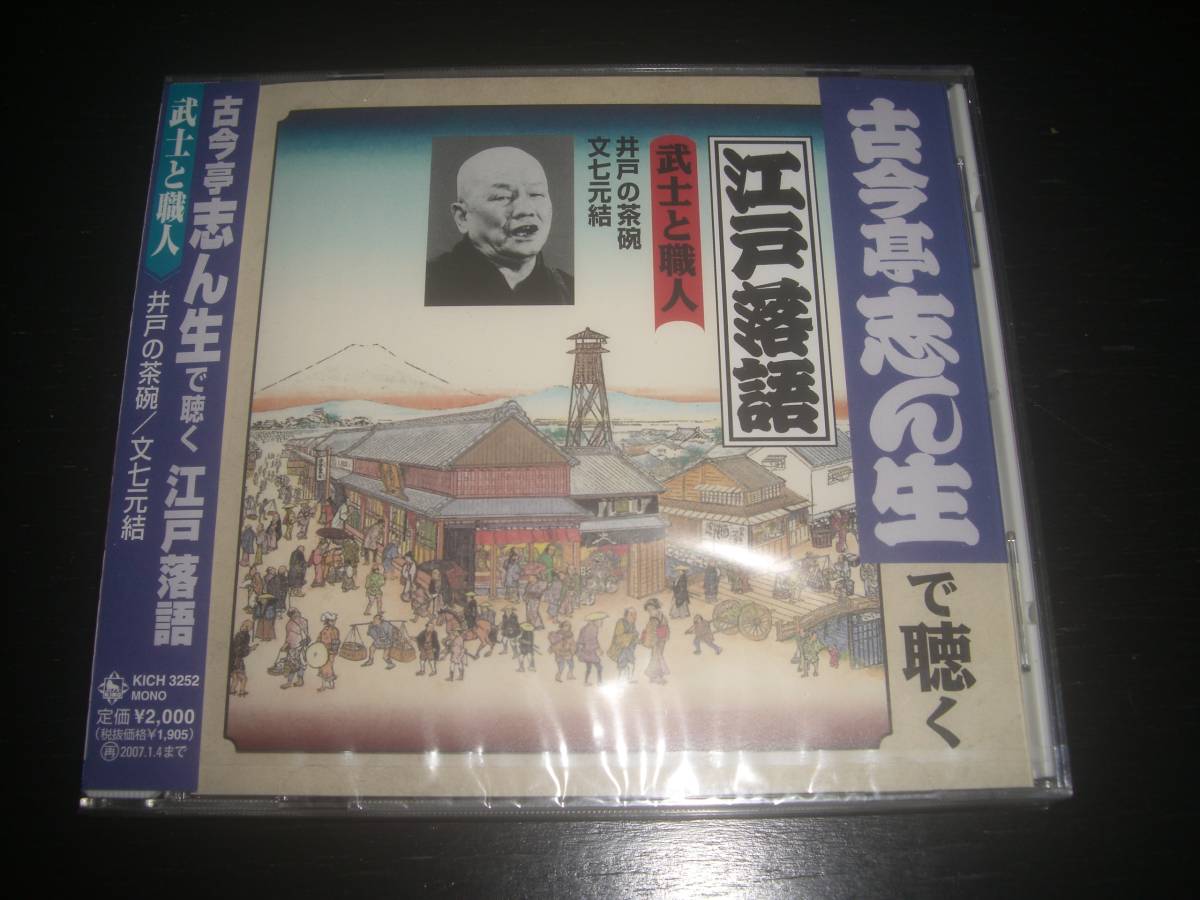 古今亭志ん生
で聴く
江戸落語
武士と職人
井戸の茶碗
文七元結
武士と職人
井戸の茶碗／文七元結
古今亭志ん生で聴く 江戸落語
KICH 3252
MONO
定価 ¥2,000
(税抜価格¥1,905)
再 2007.1.4まで